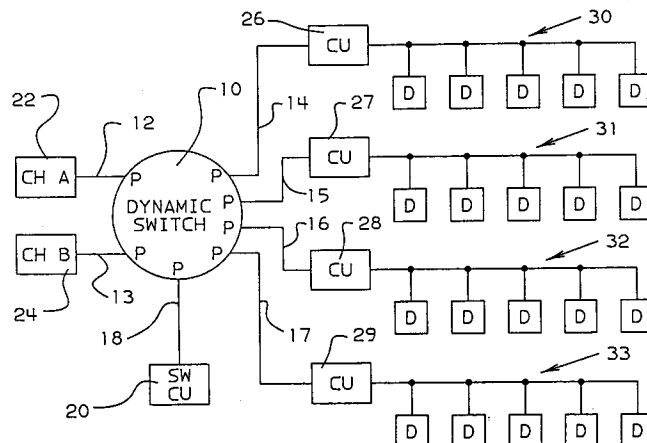 26
CU
30
D D D D D
22
12
10
14
27
CU
31
CH A
P
P
P
15
D D D D D
DYNAMIC
SWITCH
P
16
28
CU
32
CH B
P
P
P
24
13
18
17
D D D D D
29
CU
33
20
SW
CU
D D D D D